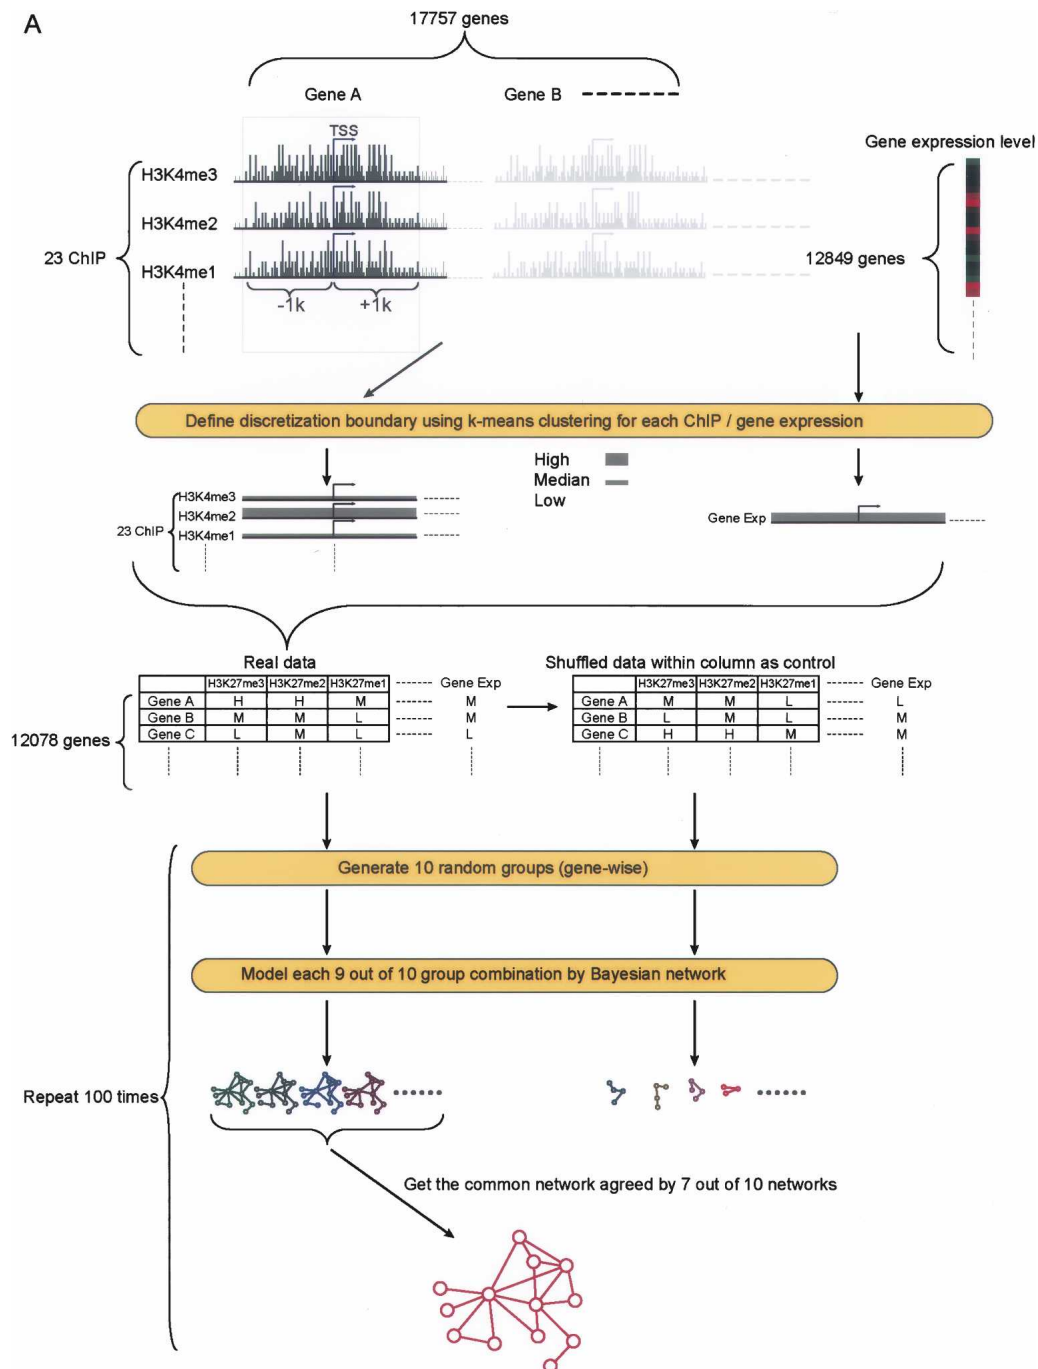 A
17757 genes
Gene A
Gene B
TSS
Gene expression level
H3K4me3
H3K4me2
23 ChIP
H3K4me1
12849 genes
-1k
+1k
Define discretization boundary using k-means clustering for each ChIP / gene expression
High
Median
Low
H3K4me3
H3K4me2
23 ChIP
H3K4me1
Gene Exp
Real data
Shuffled data within column as control
H3K27me3 H3K27me2 H3K27me1 Gene Exp
Gene A H H M M
Gene B M M L M
Gene C L M L L
H3K27me3 H3K27me2 H3K27me1 Gene Exp
Gene A M M L L
Gene B L M L M
Gene C H H M M
12078 genes
Generate 10 random groups (gene-wise)
Model each 9 out of 10 group combination by Bayesian network
Repeat 100 times
Get the common network agreed by 7 out of 10 networks